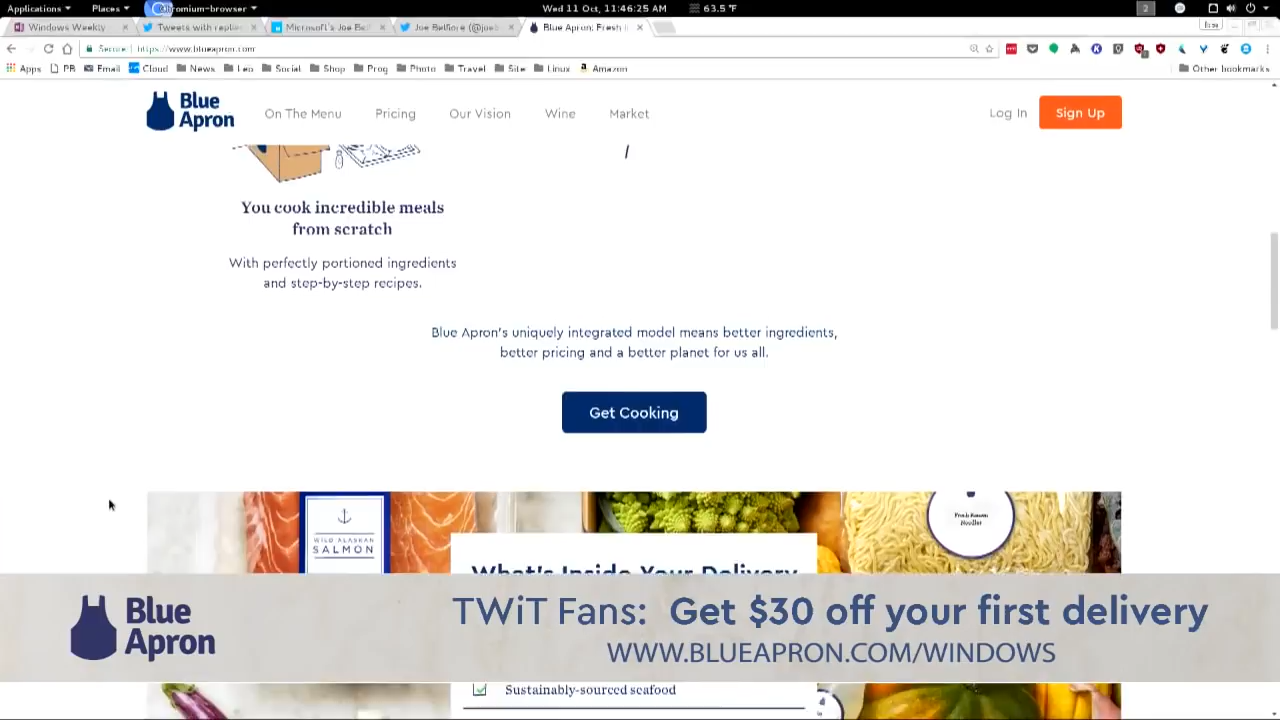 Applications Places Chromium-browser Wed 11 Oct, 11:46:25 AM 63.5 °F 2
Windows Weekly Tweets with replies Microsoft's Joe Bel Joe Belfiore (@joeb Blue Apron: Fresh
Secure https://www.blueapron.com
Apps PB Email Cloud News Leo Social Shop Prog Photo Travel Site Linux Amazon Other bookmarks
Blue Apron
On The Menu Pricing Our Vision Wine Market Log In Sign Up
You cook incredible meals
from scratch
With perfectly portioned ingredients
and step-by-step recipes.
Blue Apron's uniquely integrated model means better ingredients,
better pricing and a better planet for us all.
Get Cooking
WILD ALASKAN
SALMON
Fresh Ramen
Noodles
What's Inside Your Delivery
Blue
Apron
TWiT Fans: Get $30 off your first delivery
WWW.BLUEAPRON.COM/WINDOWS
Sustainably-sourced seafood